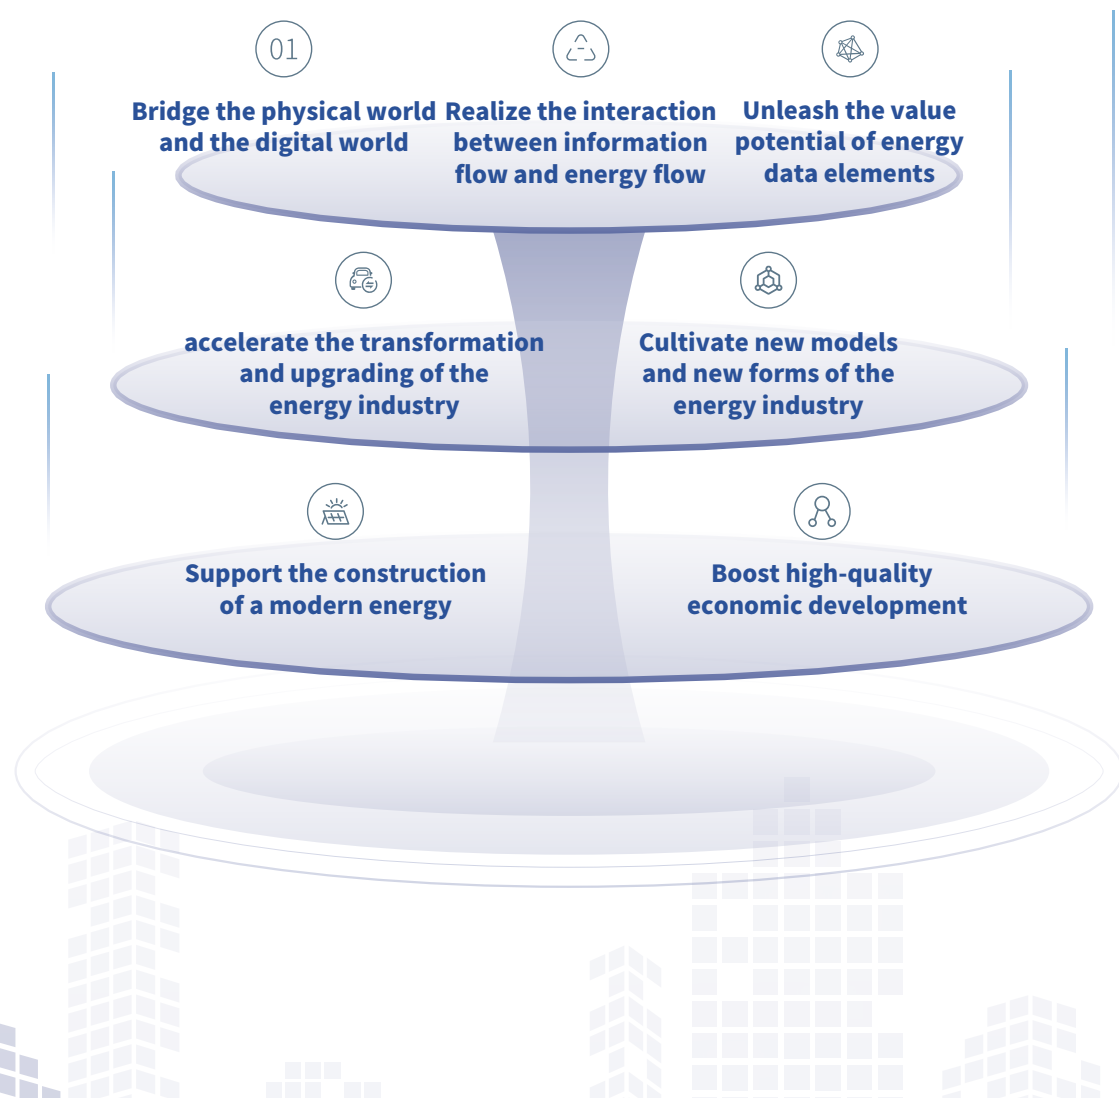 01
Bridge the physical world
and the digital world
Realize the interaction
between information
flow and energy flow
Unleash the value
potential of energy
data elements
accelerate the transformation
and upgrading of the
energy industry
Cultivate new models
and new forms of the
energy industry
Support the construction
of a modern energy
Boost high-quality
economic development